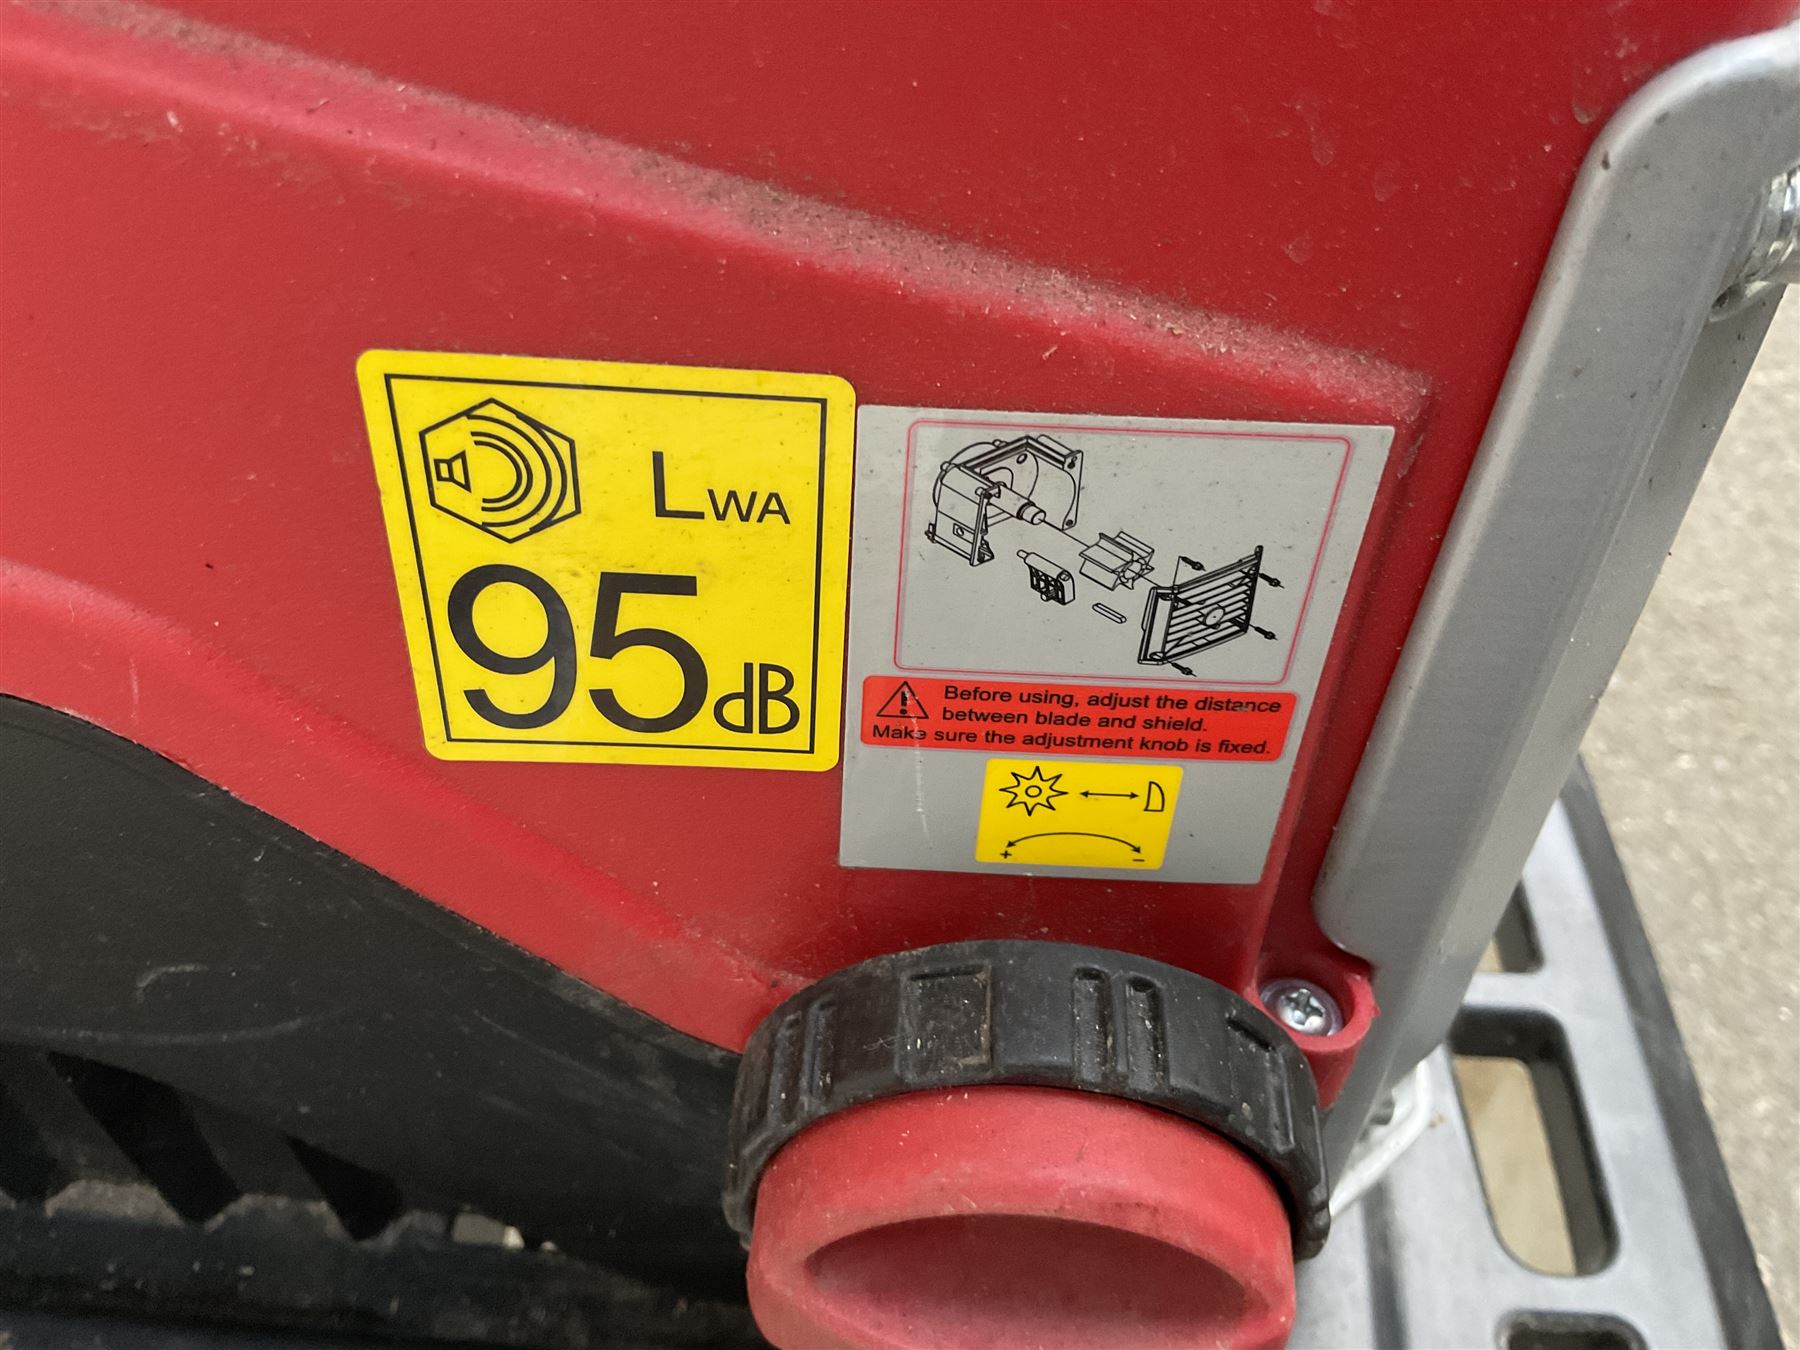 LWA
95dB
Before using, adjust the distance
between blade and shield.
Make sure the adjustment knob is fixed.
+ -